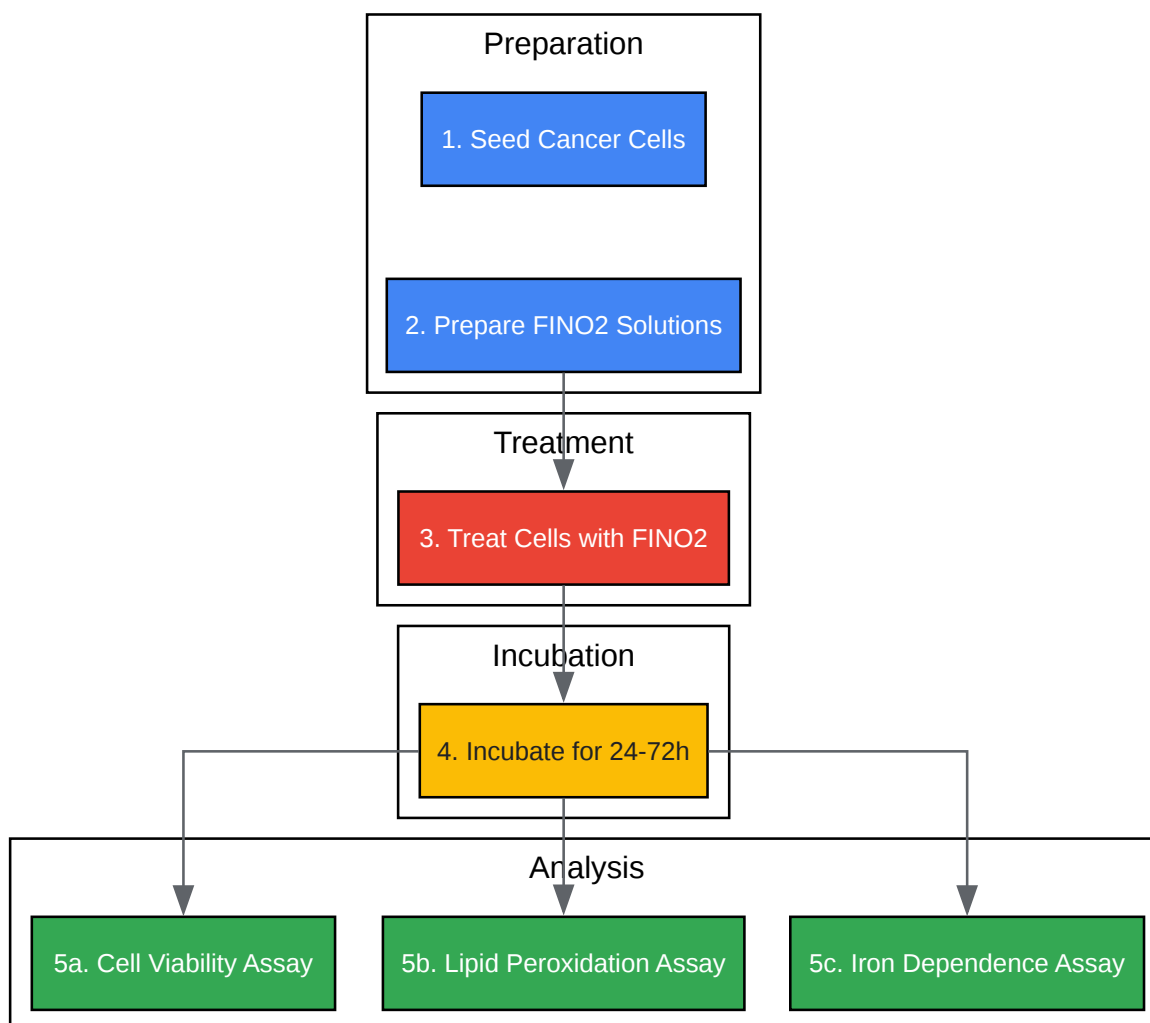 Preparation
1. Seed Cancer Cells
2. Prepare FINO2 Solutions
Treatment
3. Treat Cells with FINO2
Incubation
4. Incubate for 24-72h
Analysis
5a. Cell Viability Assay
5b. Lipid Peroxidation Assay
5c. Iron Dependence Assay